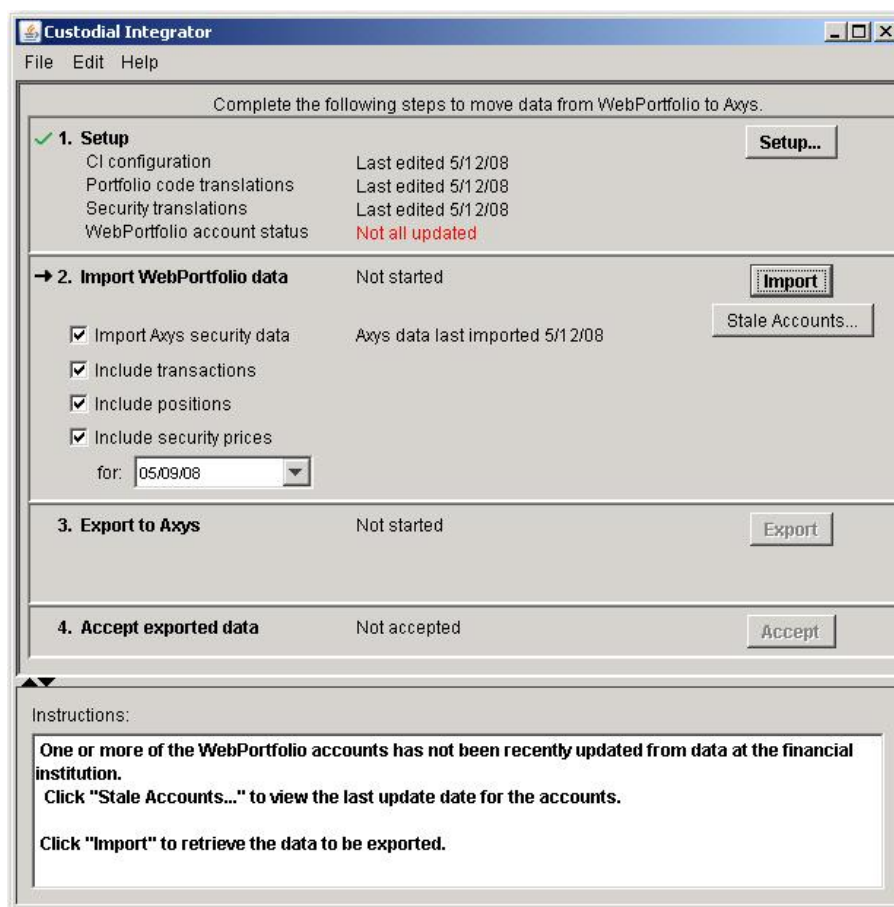 Custodial Integrator
File Edit Help
Complete the following steps to move data from WebPortfolio to Axys.
1. Setup
Setup...
CI configuration Last edited 5/12/08
Portfolio code translations Last edited 5/12/08
Security translations Last edited 5/12/08
WebPortfolio account status Not all updated
2. Import WebPortfolio data Not started Import
Stale Accounts...
Import Axys security data Axys data last imported 5/12/08
Include transactions
Include positions
Include security prices
for: 05/09/08
3. Export to Axys Not started Export
4. Accept exported data Not accepted Accept
Instructions:
One or more of the WebPortfolio accounts has not been recently updated from data at the financial
institution.
Click "Stale Accounts..." to view the last update date for the accounts.
Click "Import" to retrieve the data to be exported.